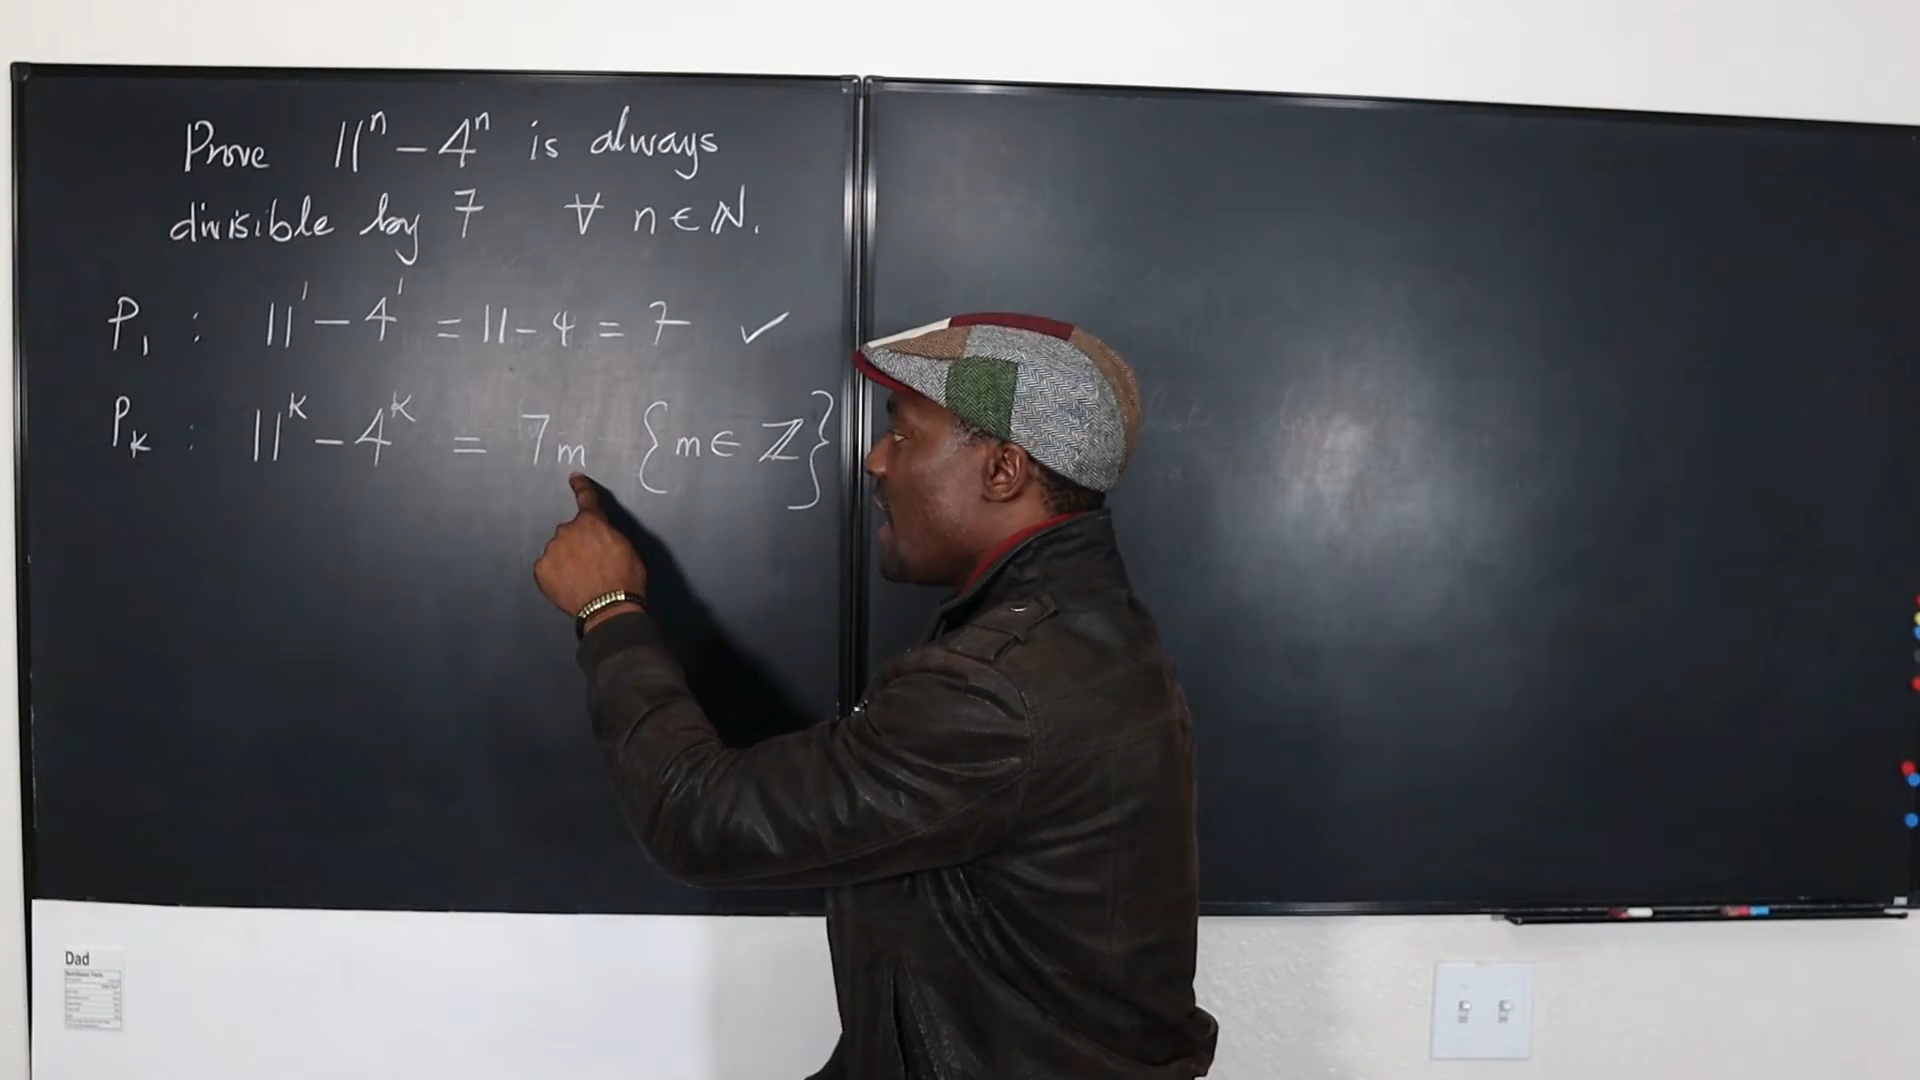 Prove 11ⁿ - 4ⁿ is always
divisible by 7 ∀ n ∈ ℕ.
P₁ : 11¹ - 4¹ = 11 - 4 = 7 ✓
Pₖ : 11ᵏ - 4ᵏ = 7m {m ∈ ℤ}
Dad